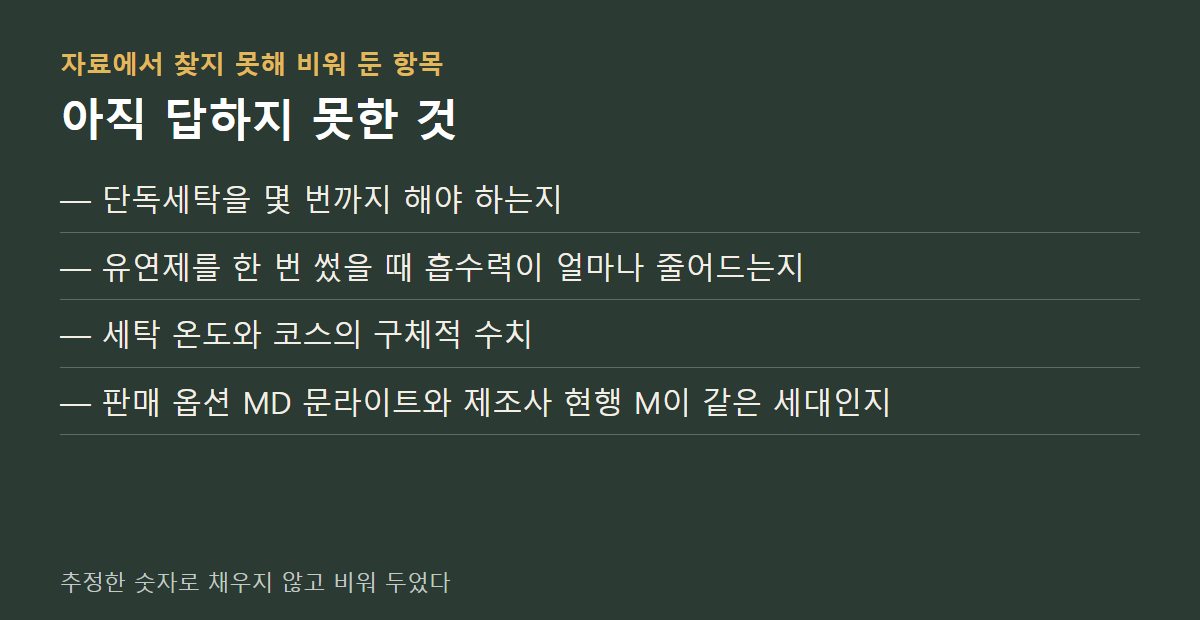 자료에서 찾지 못해 비워 둔 항목
아직 답하지 못한 것
— 단독세탁을 몇 번까지 해야 하는지
— 유연제를 한 번 썼을 때 흡수력이 얼마나 줄어드는지
— 세탁 온도와 코스의 구체적 수치
— 판매 옵션 MD 문라이트와 제조사 현행 M이 같은 세대인지
추정한 숫자로 채우지 않고 비워 두었다